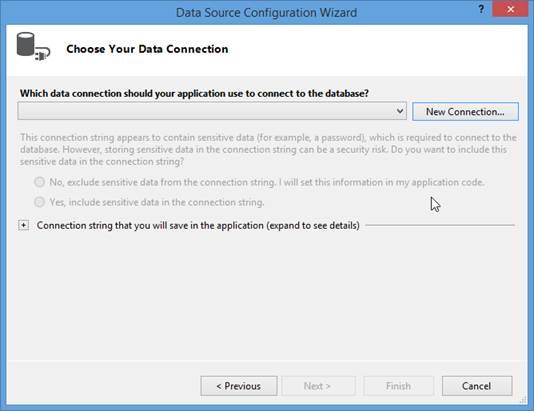 Data Source Configuration Wizard
?
Choose Your Data Connection
Which data connection should your application use to connect to the database?
New Connection...
This connection string appears to contain sensitive data (for example, a password), which is required to connect to the
database. However, storing sensitive data in the connection string can be a security risk. Do you want to include this
sensitive data in the connection string?
No, exclude sensitive data from the connection string. I will set this information in my application code.
Yes, include sensitive data in the connection string.
Connection string that you will save in the application (expand to see details)
< Previous
Next >
Finish
Cancel